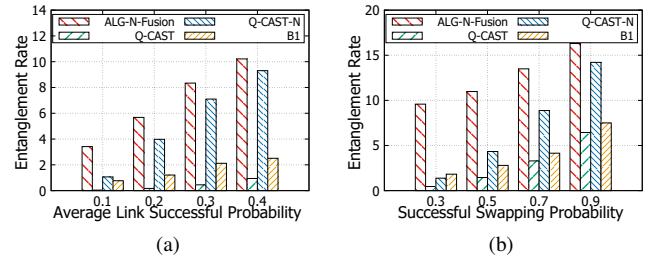 14
12
10
8
6
4
2
0
Entanglement Rate
ALG-N-Fusion
Q-CAST-N
Q-CAST
B1
0.1
0.2
0.3
0.4
Average Link Successful Probability
(a)
20
15
10
5
0
Entanglement Rate
ALG-N-Fusion
Q-CAST-N
Q-CAST
B1
0.3
0.5
0.7
0.9
Successful Swapping Probability
(b)